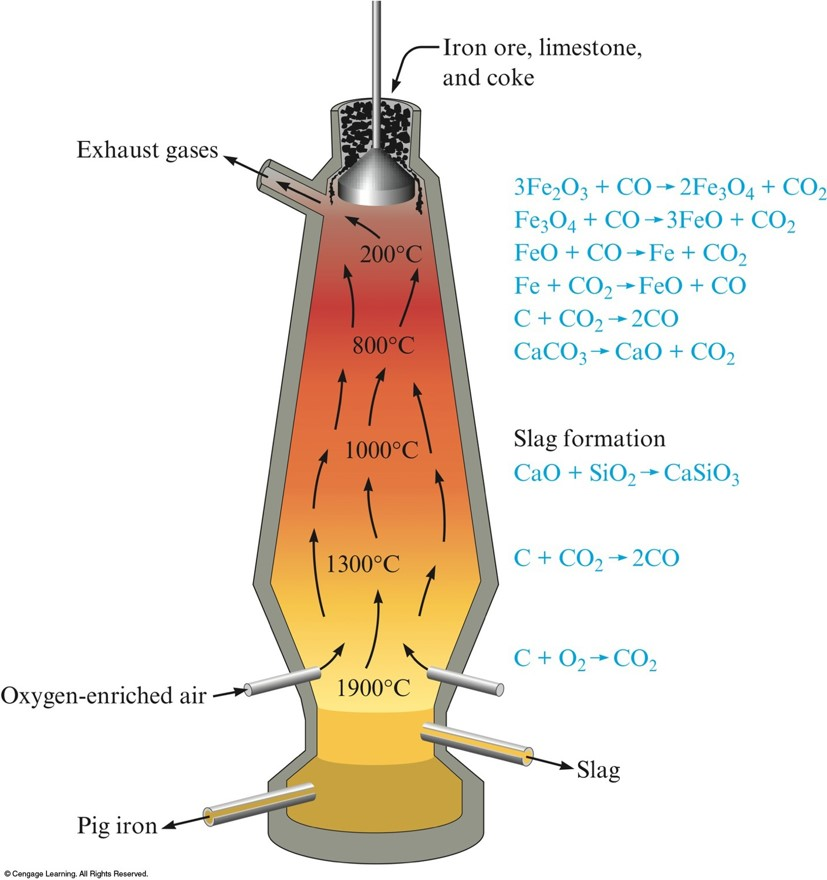 Iron ore, limestone,
and coke
Exhaust gases
3Fe₂O₃ + CO → 2Fe₃O₄ + CO₂
Fe₃O₄ + CO → 3FeO + CO₂
FeO + CO → Fe + CO₂
Fe + CO₂ → FeO + CO
C + CO₂ → 2CO
CaCO₃ → CaO + CO₂
200°C
800°C
1000°C
Slag formation
CaO + SiO₂ → CaSiO₃
1300°C
C + CO₂ → 2CO
C + O₂ → CO₂
Oxygen-enriched air
1900°C
Slag
Pig iron
© Cengage Learning. All Rights Reserved.